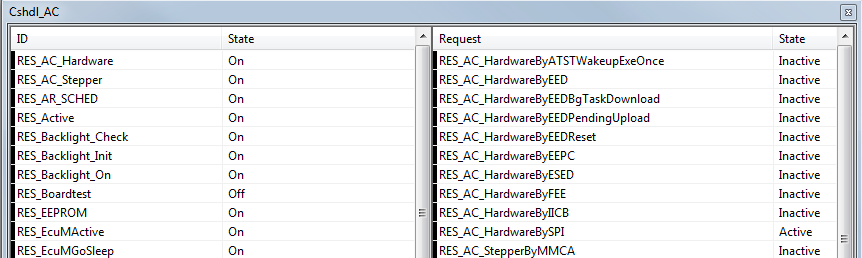 Cshdl_AC
ID State Request State
RES_AC_Hardware On RES_AC_HardwareByATSTWakeupExeOnce Inactive
RES_AC_Stepper On RES_AC_HardwareByEED Inactive
RES_AR_SCHED On RES_AC_HardwareByEEDBgTaskDownload Inactive
RES_Active On RES_AC_HardwareByEEDPendingUpload Inactive
RES_Backlight_Check On RES_AC_HardwareByEEDReset Inactive
RES_Backlight_Init On RES_AC_HardwareByEEPC Inactive
RES_Backlight_On On RES_AC_HardwareByESED Inactive
RES_Boardtest Off RES_AC_HardwareByFEE Inactive
RES_EEPROM On RES_AC_HardwareByIICB Inactive
RES_EcuMActive On RES_AC_HardwareBySPI Active
RES_EcuMGoSleep On RES_AC_StepperByMMCA Inactive